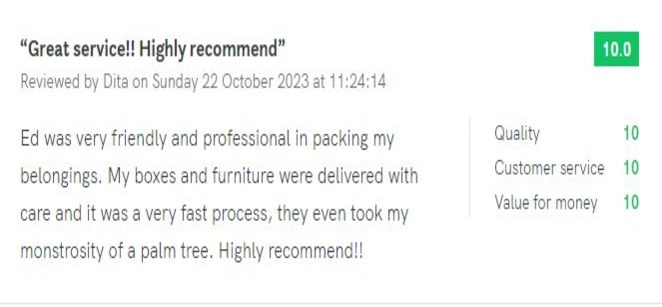 “Great service!! Highly recommend”
10.0
Reviewed by Dita on Sunday 22 October 2023 at 11:24:14
Ed was very friendly and professional in packing my
belongings. My boxes and furniture were delivered with
care and it was a very fast process, they even took my
monstrosity of a palm tree. Highly recommend!!
Quality 10
Customer service 10
Value for money 10